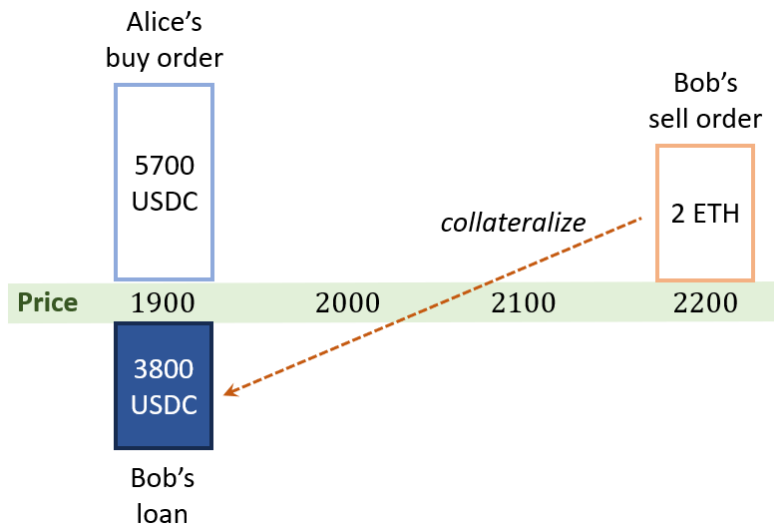 Alice's
buy order
Bob's
sell order
5700
USDC
2 ETH
collateralize
Price 1900 2000 2100 2200
3800
USDC
Bob's
loan